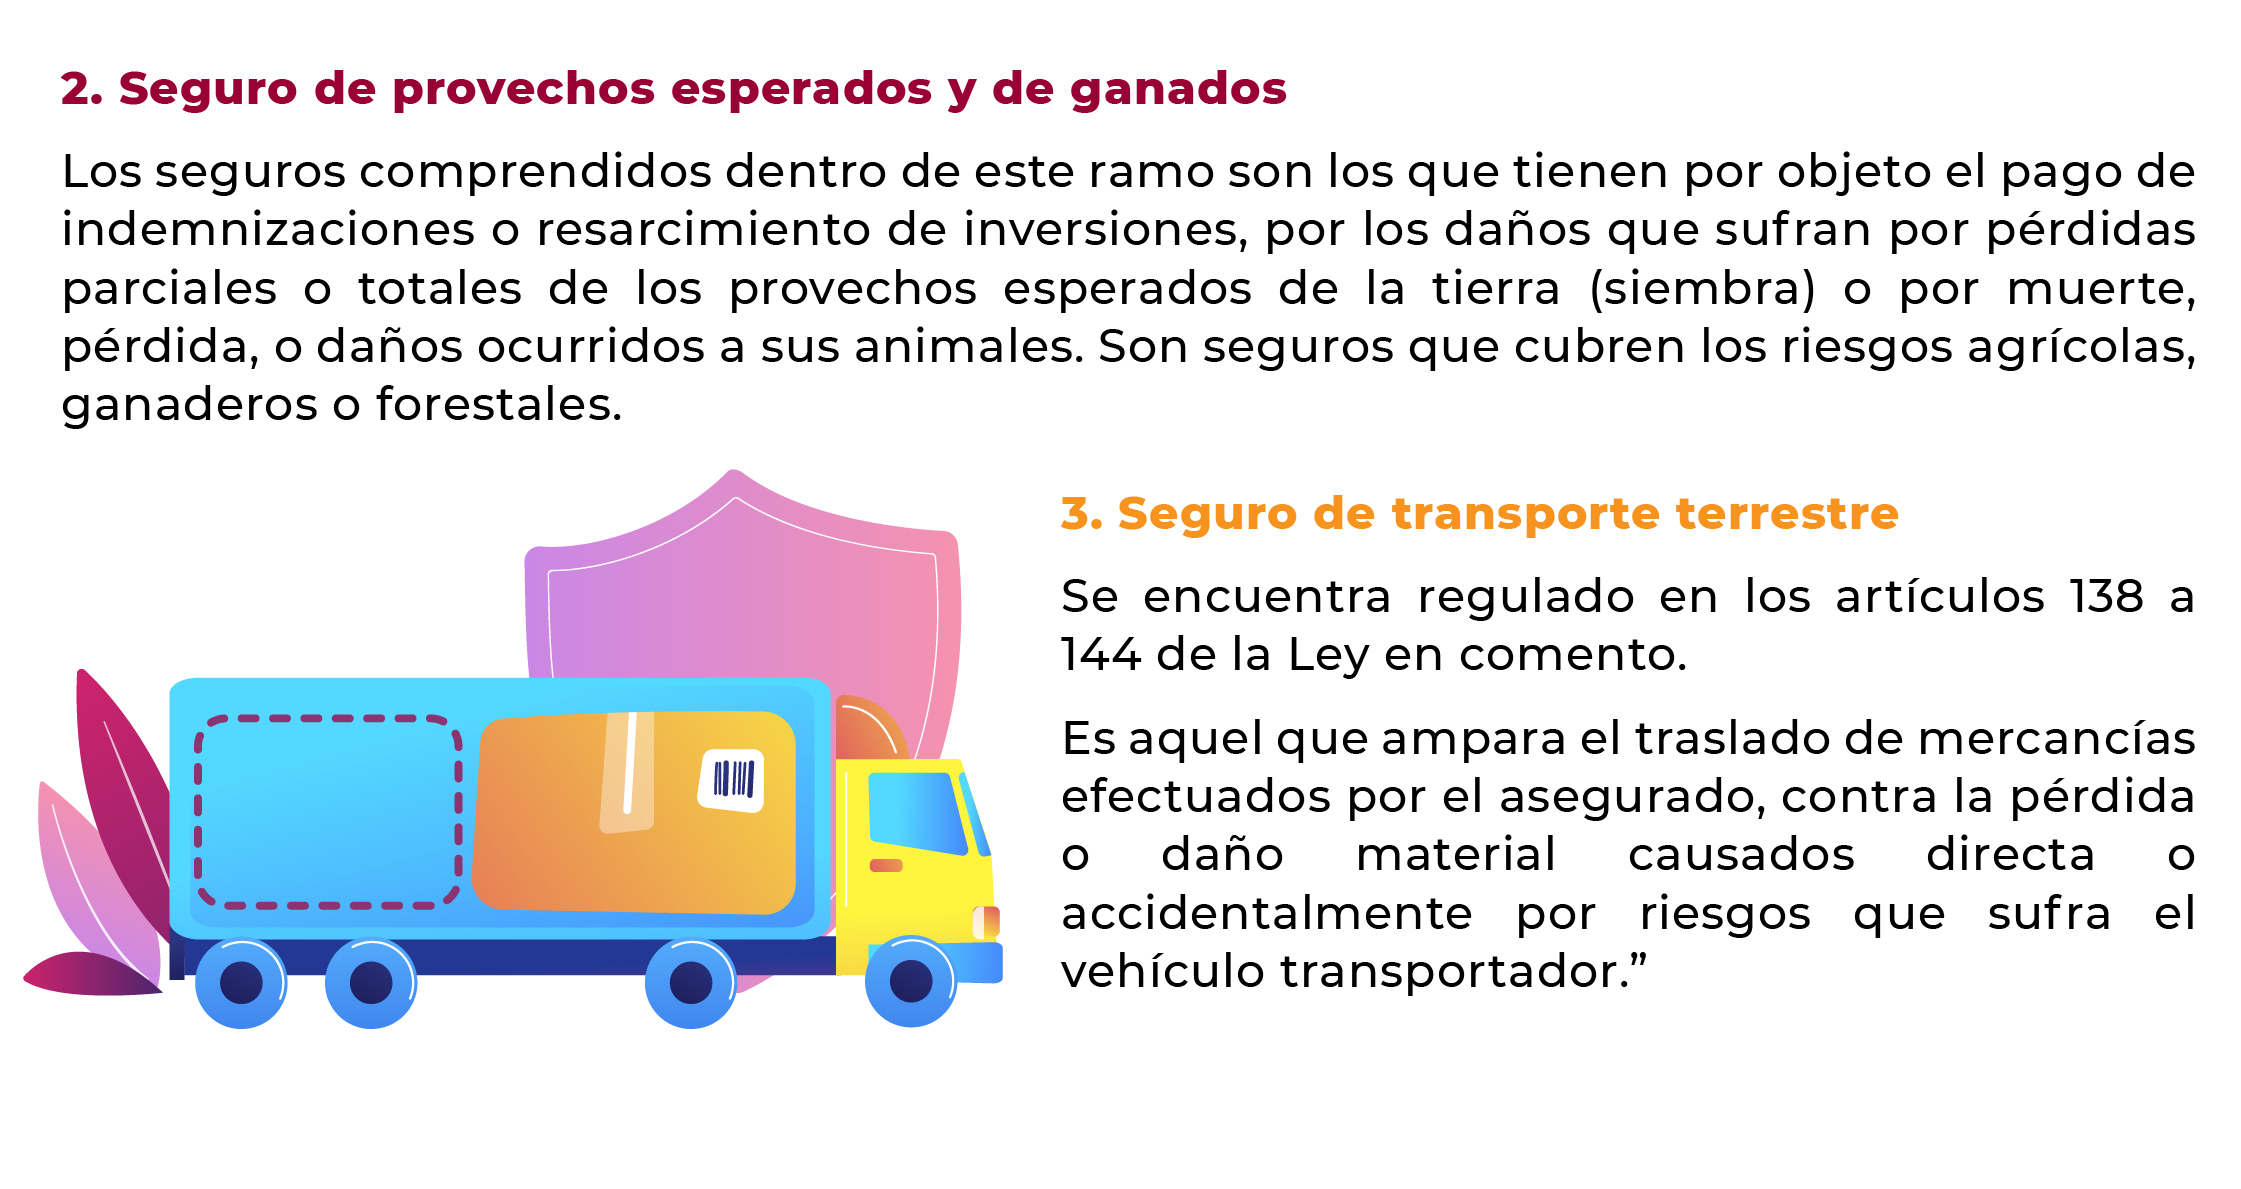 2. Seguro de provechos esperados y de ganados
Los seguros comprendidos dentro de este ramo son los que tienen por objeto el pago de
indemnizaciones o resarcimiento de inversiones, por los daños que sufran por pérdidas
parciales o totales de los provechos esperados de la tierra (siembra) o por muerte,
pérdida, o daños ocurridos a sus animales. Son seguros que cubren los riesgos agrícolas,
ganaderos o forestales.
3. Seguro de transporte terrestre
Se encuentra regulado en los artículos 138 a
144 de la Ley en comento.
Es aquel que ampara el traslado de mercancías
efectuados por el asegurado, contra la pérdida
o daño material causados directa o
accidentalmente por riesgos que sufra el
vehículo transportador.”